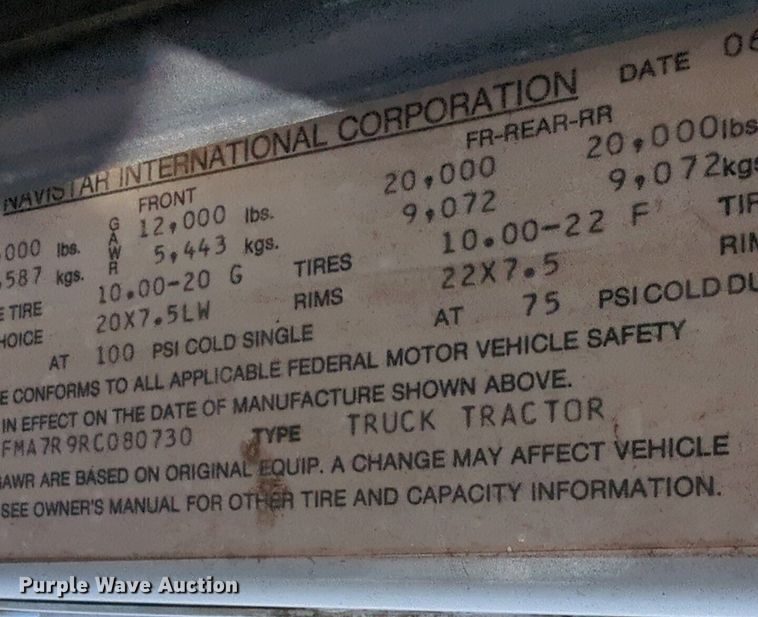 NAVISTAR INTERNATIONAL CORPORATION DATE 06
FRONT FR-REAR-RR
000 lbs. GAWR 12,000 lbs. 20,000 20,000lbs
,587 kgs. 5,443 kgs. 9,072 9,072kgs
E TIRE 10.00-20 G TIRES 10.00-22 F TIR
HOICE 20X7.5LW RIMS 22X7.5 RIM
AT 100 PSI COLD SINGLE AT 75 PSI COLD DU
E CONFORMS TO ALL APPLICABLE FEDERAL MOTOR VEHICLE SAFETY
IN EFFECT ON THE DATE OF MANUFACTURE SHOWN ABOVE.
FMA7R9RC080730 TYPE TRUCK TRACTOR
GAWR ARE BASED ON ORIGINAL EQUIP. A CHANGE MAY AFFECT VEHICLE
SEE OWNER'S MANUAL FOR OTHER TIRE AND CAPACITY INFORMATION.
Purple Wave Auction